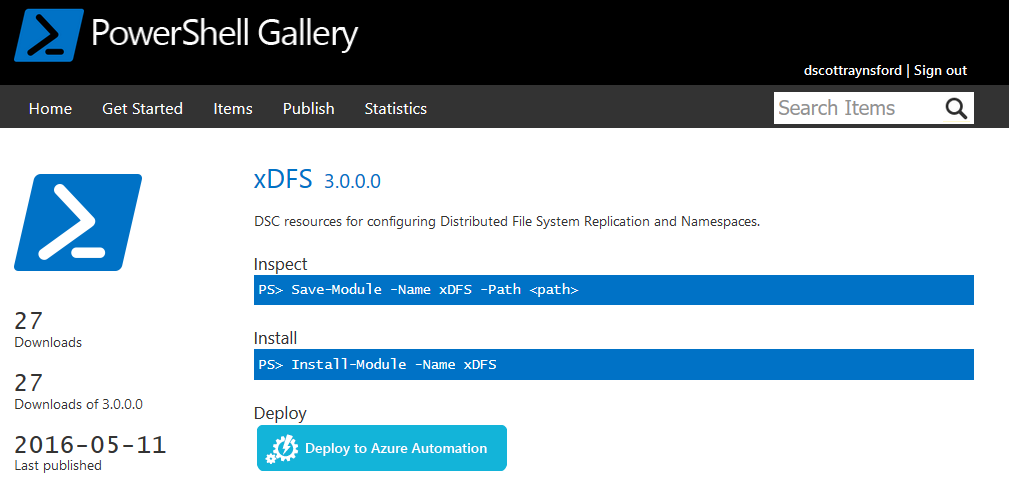 PowerShell Gallery
dscottraynsford | Sign out
Home Get Started Items Publish Statistics Search Items
xDFS 3.0.0.0
DSC resources for configuring Distributed File System Replication and Namespaces.
Inspect
PS> Save-Module -Name xDFS -Path <path>
Install
PS> Install-Module -Name xDFS
Deploy
Deploy to Azure Automation
27
Downloads
27
Downloads of 3.0.0.0
2016-05-11
Last published